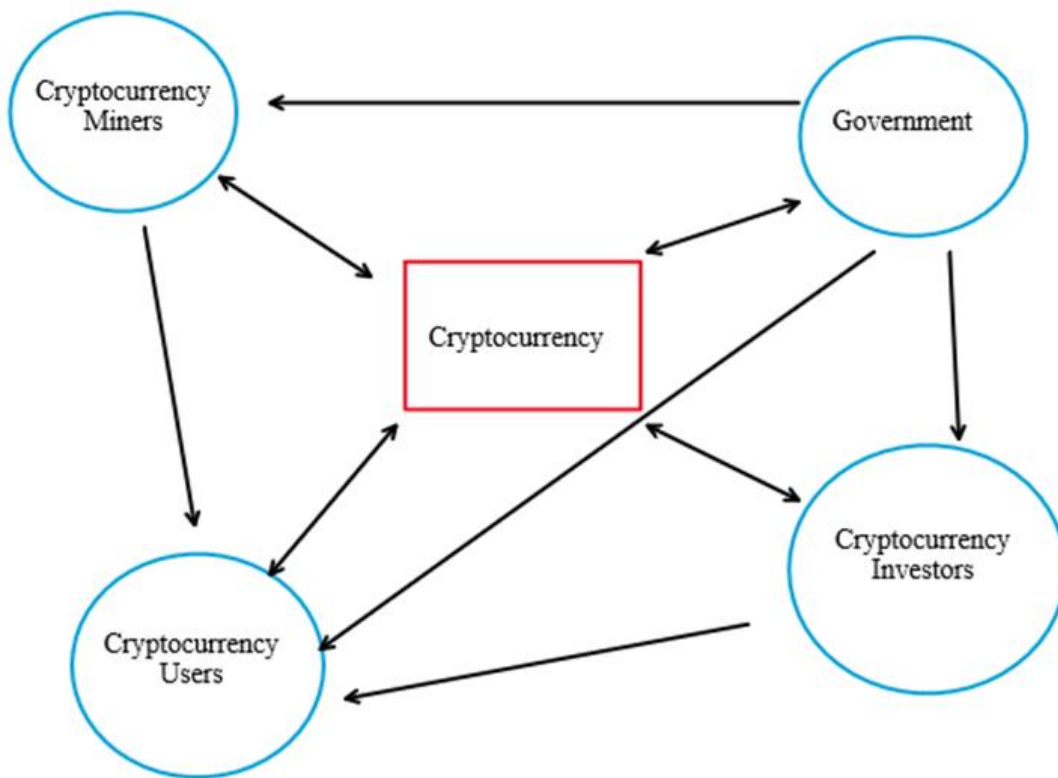 Cryptocurrency
Miners
Government
Cryptocurrency
Cryptocurrency
Investors
Cryptocurrency
Users